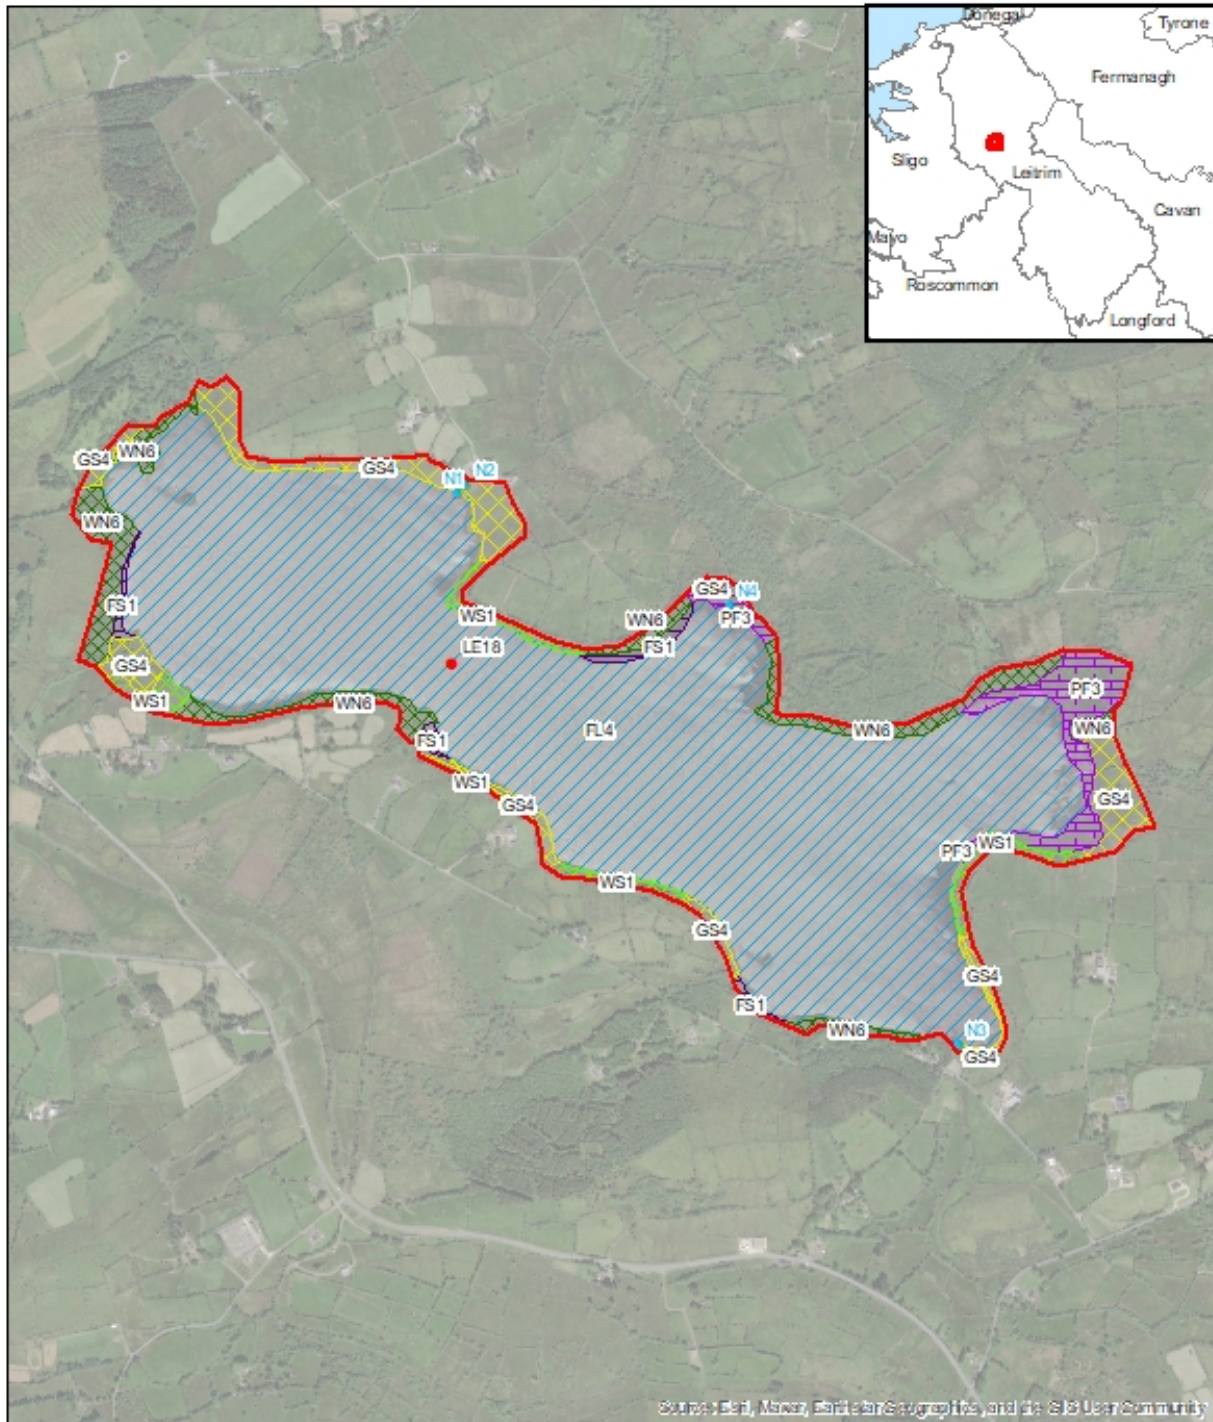 Donegal
Tyrone
Fermanagh
Sligo
Leitrim
Cavan
Mayo
Roscommon
Longford
WN6
GS4
GS4
N1
N2
WN6
FS1
GS4
WS1
WS1
LE18
WN6
FS1
GS4
N4
PF3
WN6
FS1
WS1
GS4
FL4
WN6
PF3
WN6
GS4
WS1
PF3
WS1
GS4
GS4
FS1
WN6
N3
GS4
Source: Esri, Maxar, Earthstar Geographics, and the GIS User Community